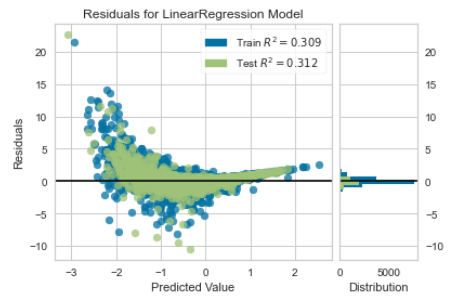 Residuals for LinearRegression Model
Train R² = 0.309
Test R² = 0.312
Residuals
20
15
10
5
0
−5
−10
20
15
10
5
0
−5
−10
−3 −2 −1 0 1 2
0 5000
Predicted Value
Distribution